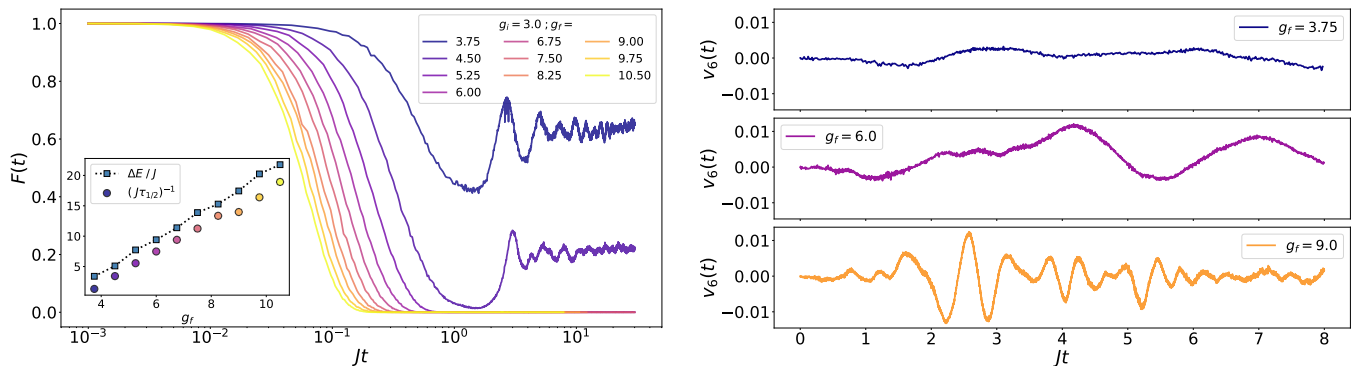 F(t)
1.0
0.8
0.6
0.4
0.2
0.0
g_i = 3.0 ; g_f =
3.75 6.75 9.00
4.50 7.50 9.75
5.25 8.25 10.50
6.00
ΔE / J
(Jτ_{1/2})^{-1}
20
15
10
5
4 6 8 10
g_f
10^{-3} 10^{-2} 10^{-1} 10^0 10^1
Jt
v_6(t)
0.01
0.00
−0.01
g_f = 3.75
v_6(t)
0.01
0.00
−0.01
g_f = 6.0
v_6(t)
0.01
0.00
−0.01
g_f = 9.0
0 1 2 3 4 5 6 7 8
Jt